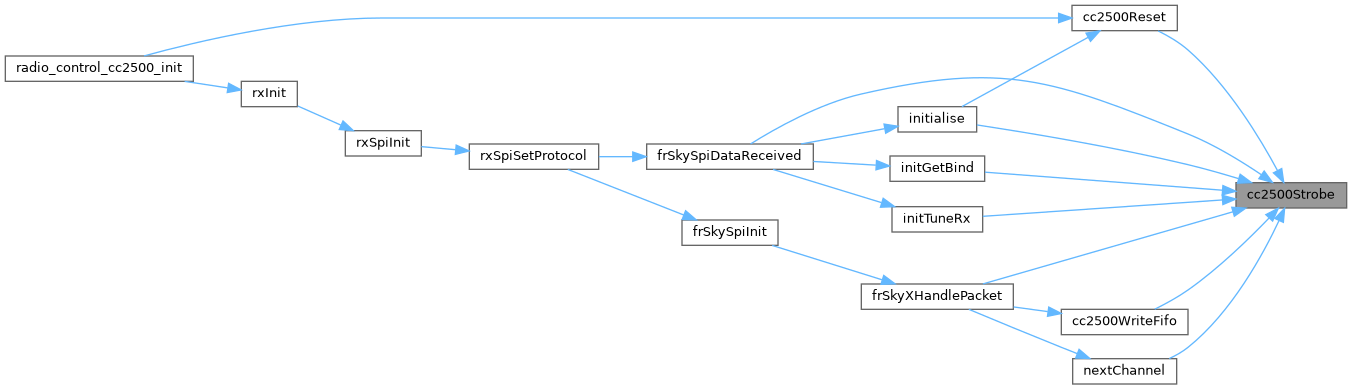 cc2500Reset
radio_control_cc2500_init
rxInit
initialise
rxSpiInit
rxSpiSetProtocol
frSkySpiDataReceived
initGetBind
cc2500Strobe
initTuneRx
frSkySpiInit
frSkyXHandlePacket
cc2500WriteFifo
nextChannel